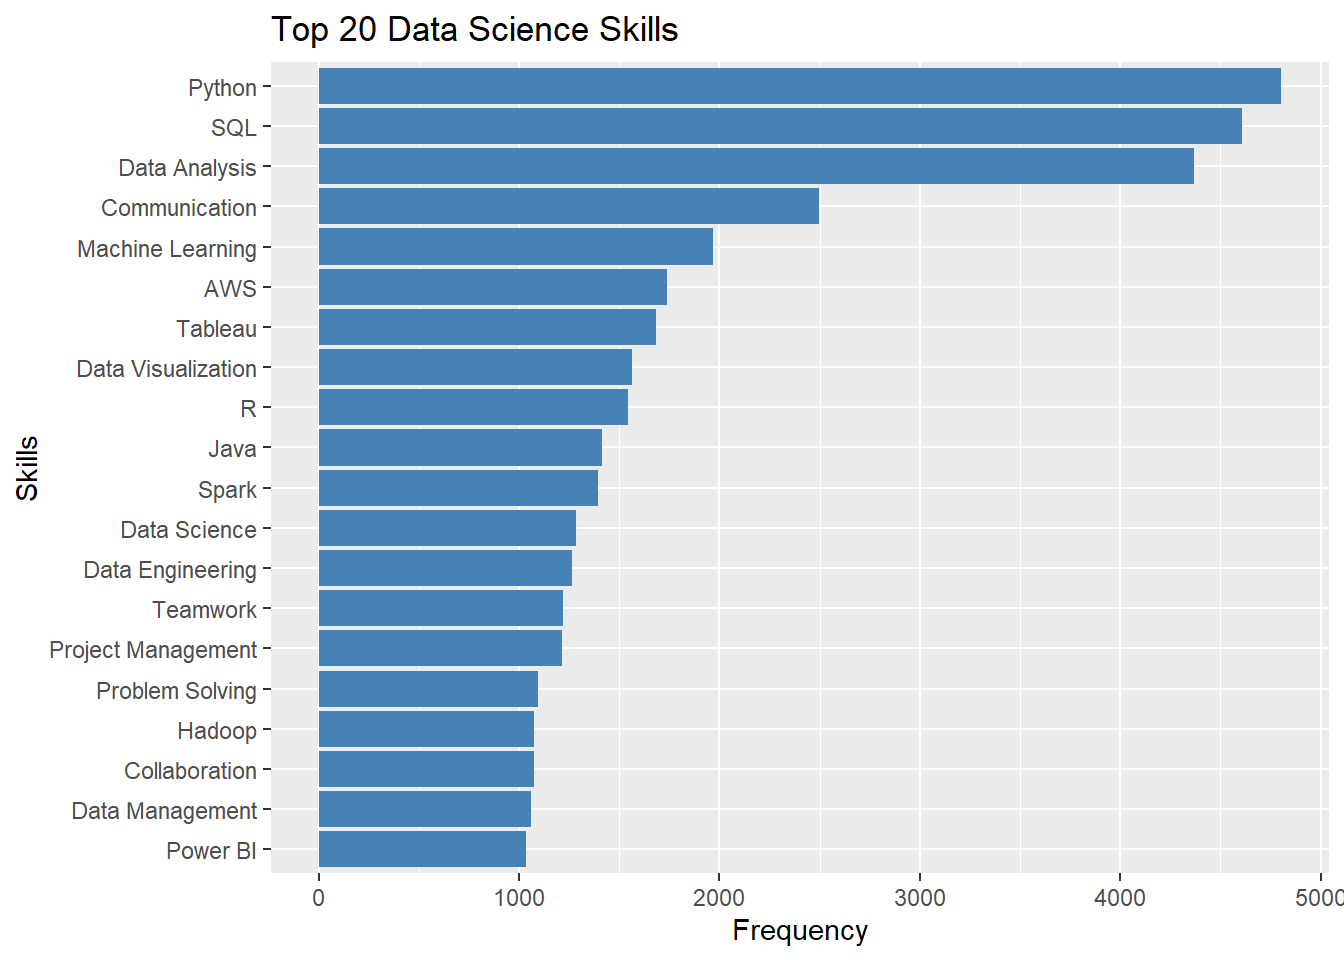 Top 20 Data Science Skills
Python
SQL
Data Analysis
Communication
Machine Learning
AWS
Tableau
Data Visualization
R
Java
Spark
Data Science
Data Engineering
Teamwork
Project Management
Problem Solving
Hadoop
Collaboration
Data Management
Power BI
Skills
0 1000 2000 3000 4000 5000
Frequency